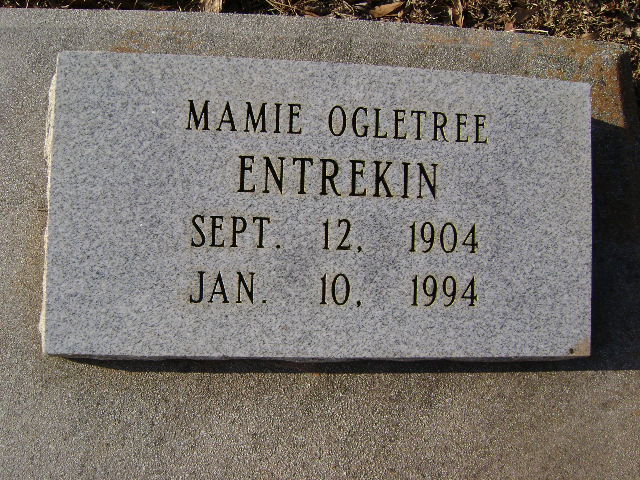 MAMIE OGLETREE
ENTREKIN
SEPT. 12, 1904
JAN. 10, 1994